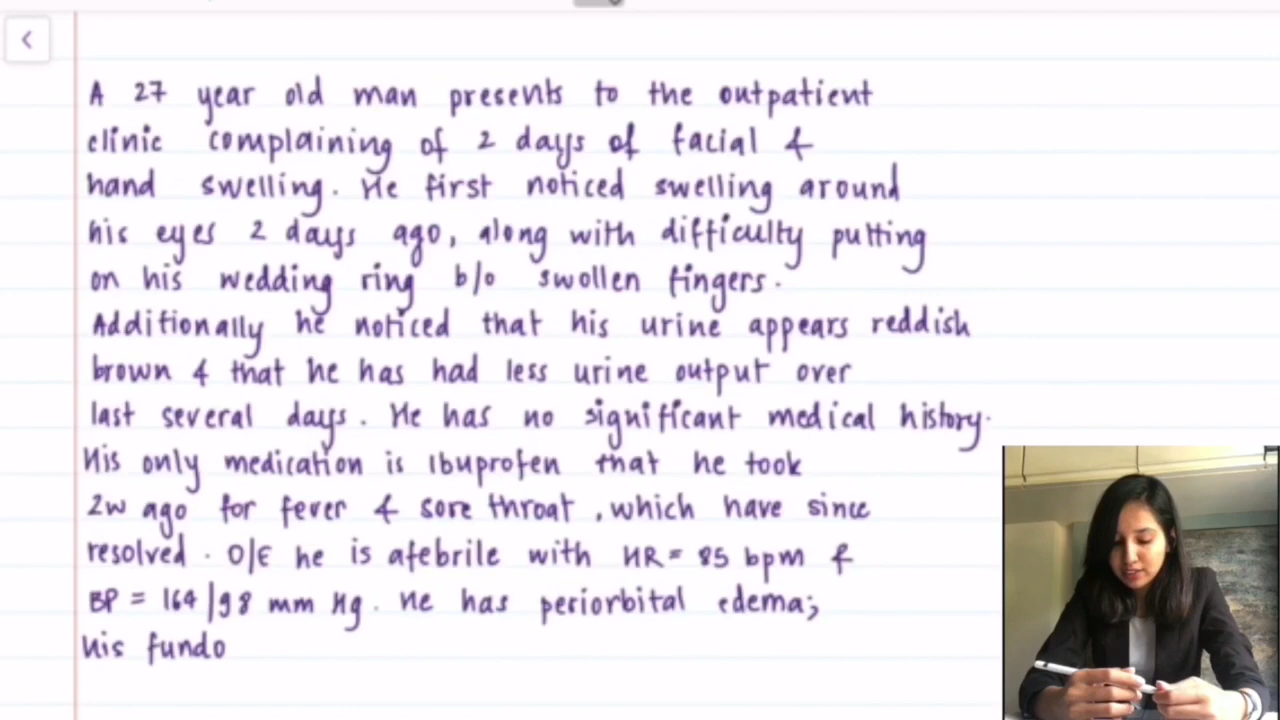 A 27 year old man presents to the outpatient
clinic complaining of 2 days of facial &
hand swelling. He first noticed swelling around
his eyes 2 days ago, along with difficulty putting
on his wedding ring b/o swollen fingers.
Additionally he noticed that his urine appears reddish
brown & that he has had less urine output over
last several days. He has no significant medical history.
His only medication is Ibuprofen that he took
2w ago for fever & sore throat, which have since
resolved. O/E he is afebrile with HR = 85 bpm &
BP = 164/98 mm Hg. He has periorbital edema;
His fundo